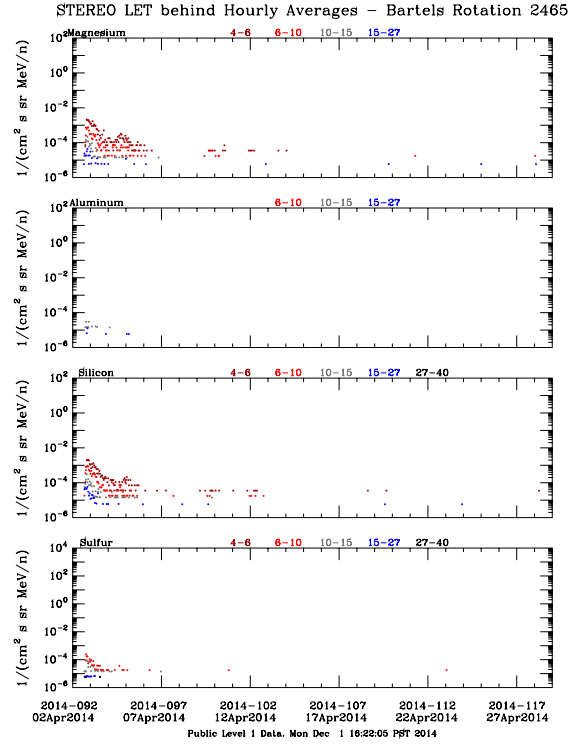 STEREO LET behind Hourly Averages - Bartels Rotation 2465
Magnesium 4-6 6-10 10-15 15-27
10^2
10^0
10^-2
10^-4
10^-6
1/(cm^2 s sr MeV/n)
Aluminum 6-10 10-15 15-27
10^2
10^0
10^-2
10^-4
10^-6
1/(cm^2 s sr MeV/n)
Silicon 4-6 6-10 10-15 15-27 27-40
10^2
10^0
10^-2
10^-4
10^-6
1/(cm^2 s sr MeV/n)
Sulfur 4-6 6-10 10-15 15-27 27-40
10^4
10^2
10^0
10^-2
10^-4
10^-6
1/(cm^2 s sr MeV/n)
2014-092 2014-097 2014-102 2014-107 2014-112 2014-117
02Apr2014 07Apr2014 12Apr2014 17Apr2014 22Apr2014 27Apr2014
Public Level 1 Data, Mon Dec 1 16:22:05 PST 2014